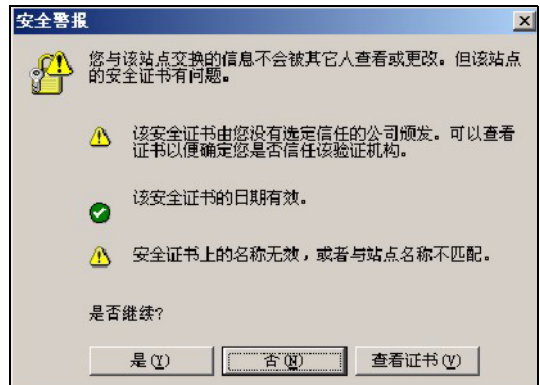 安全警报
您与该站点交换的信息不会被其它人查看或更改。但该站点
的安全证书有问题。
该安全证书由您没有选定信任的公司颁发。可以查看
证书以便确定您是否信任该验证机构。
该安全证书的日期有效。
安全证书上的名称无效，或者与站点名称不匹配。
是否继续?
是(Y)
否(N)
查看证书(V)